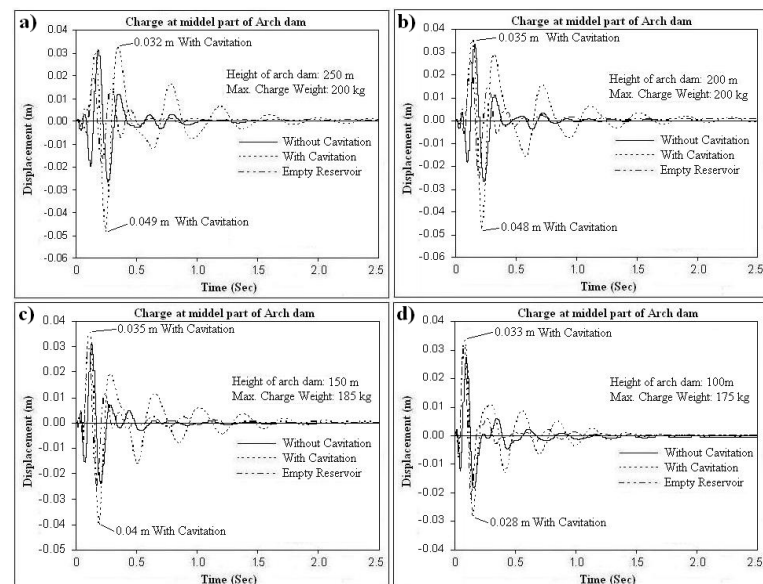 a)
Charge at middel part of Arch dam
0.04
0.03
0.02
0.01
0.00
-0.01
-0.02
-0.03
-0.04
-0.05
-0.06
Displacement (m)
0.032 m With Cavitation
Height of arch dam: 250 m
Max. Charge Weight: 200 kg
Without Cavitation
With Cavitation
Empty Reservoir
0.049 m With Cavitation
0 0.5 1.0 1.5 2.0 2.5
Time (Sec)
b)
Charge at middel part of Arch dam
0.04
0.03
0.02
0.01
0.00
-0.01
-0.02
-0.03
-0.04
-0.05
-0.06
Displacement (m)
0.035 m With Cavitation
Height of arch dam: 200 m
Max. Charge Weight: 200 kg
Without Cavitation
With Cavitation
Empty Reservoir
0.048 m With Cavitation
0 0.5 1.0 1.5 2.0 2.5
Time (Sec)
c)
Charge at middel part of Arch dam
0.04
0.03
0.02
0.01
0.00
-0.01
-0.02
-0.03
-0.04
-0.05
Displacement (m)
0.035 m With Cavitation
Height of arch dam: 150 m
Max. Charge Weight: 185 kg
Without Cavitation
With Cavitation
Empty Reservoir
0.04 m With Cavitation
0 0.5 1.0 1.5 2.0 2.5
Time (Sec)
d)
Charge at middel part of Arch dam
0.04
0.03
0.02
0.01
0.00
-0.01
-0.02
-0.03
-0.04
Displacement (m)
0.033 m With Cavitation
Height of arch dam: 100m
Max. Charge Weight: 175 kg
Without Cavitation
With Cavitation
Empty Reservoir
0.028 m With Cavitation
0 0.5 1.0 1.5 2.0 2.5
Time (Sec)